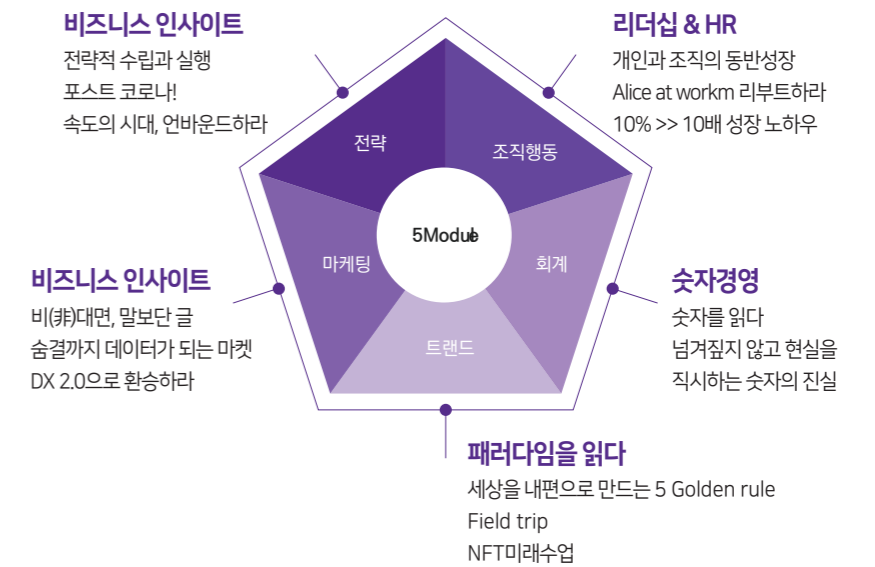 비즈니스 인사이트
전략적 수립과 실행
포스트 코로나!
속도의 시대, 언바운드하라
리더십 & HR
개인과 조직의 동반성장
Alice at workm 리부트하라
10% >> 10배 성장 노하우
전략
조직행동
5Module
마케팅
회계
트랜드
비즈니스 인사이트
비(非)대면, 말보단 글
숨결까지 데이터가 되는 마켓
DX 2.0으로 환승하라
숫자경영
숫자를 읽다
넘겨짚지 않고 현실을
직시하는 숫자의 진실
패러다임을 읽다
세상을 내편으로 만드는 5 Golden rule
Field trip
NFT미래수업